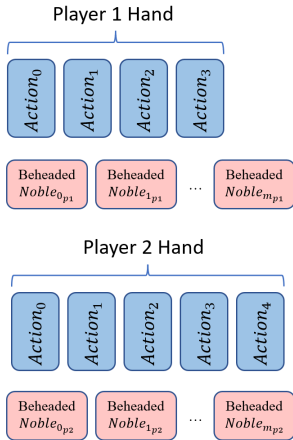 Player 1 Hand
Action₀ Action₁ Action₂ Action₃
Beheaded Beheaded Beheaded
Noble₀ₚ₁ Noble₁ₚ₁ ... Nobleₘₚ₁
Player 2 Hand
Action₀ Action₁ Action₂ Action₃ Action₄
Beheaded Beheaded Beheaded
Noble₀ₚ₂ Noble₁ₚ₂ ... Nobleₘₚ₂